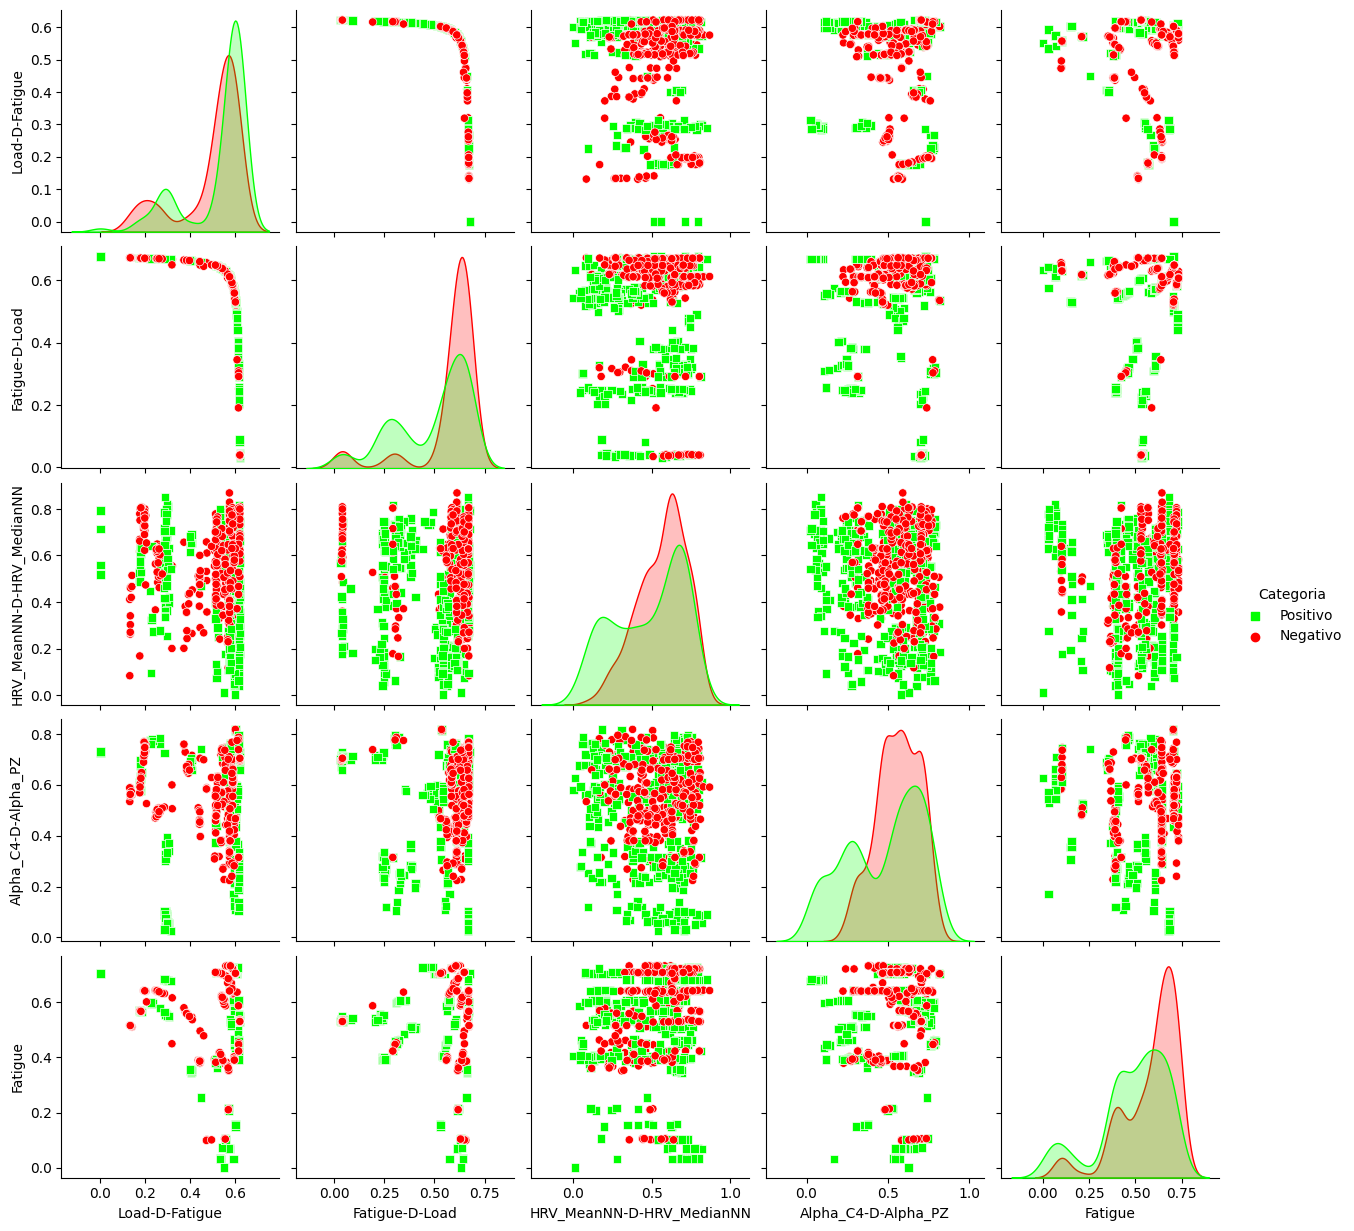 Load-D-Fatigue
0.6
0.5
0.4
0.3
0.2
0.1
0.0
Fatigue-D-Load
0.6
0.4
0.2
0.0
HRV_MeanNN-D-HRV_MedianNN
0.8
0.6
0.4
0.2
0.0
Categoria
Positivo
Negativo
Alpha_C4-D-Alpha_PZ
0.8
0.6
0.4
0.2
0.0
Fatigue
0.6
0.4
0.2
0.0
0.0 0.2 0.4 0.6 0.00 0.25 0.50 0.75 0.0 0.5 1.0 0.0 0.5 1.0 0.00 0.25 0.50 0.75
Load-D-Fatigue Fatigue-D-Load HRV_MeanNN-D-HRV_MedianNN Alpha_C4-D-Alpha_PZ Fatigue